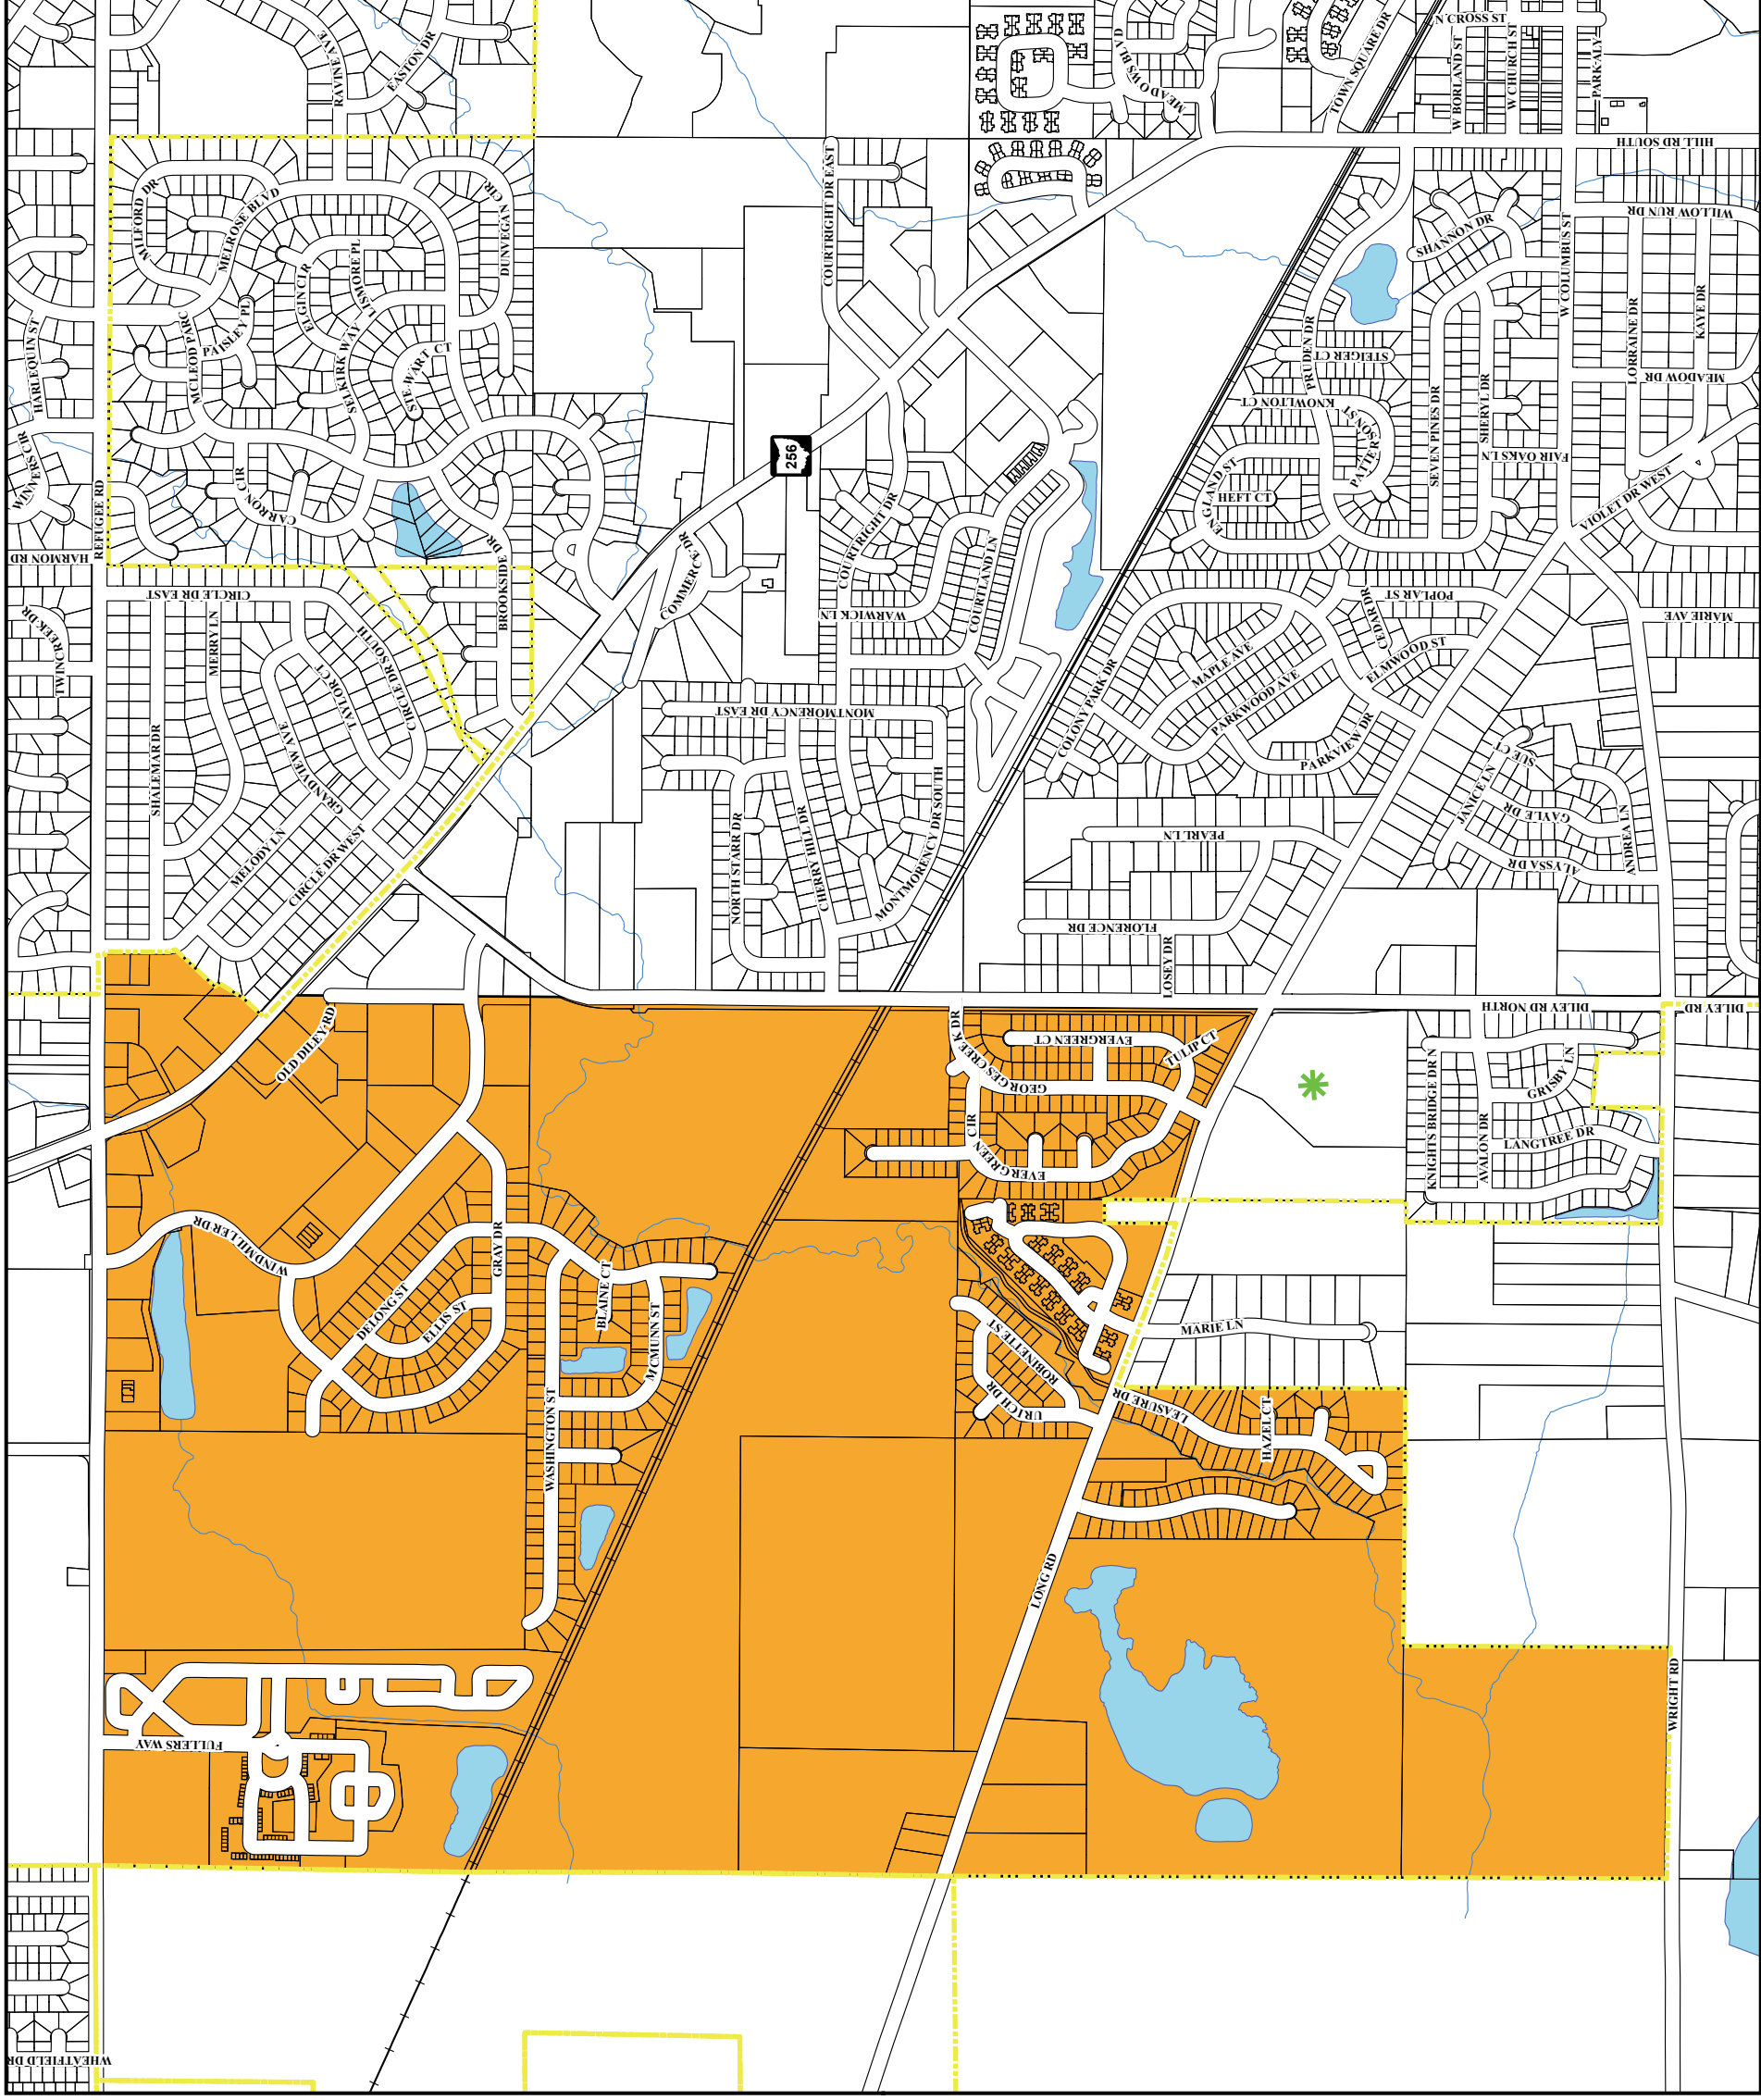 N CROSS ST
W BORLAND ST
W CHURCH ST
PARK ALY
TOWN SQUARE DR
MEADOWS BLVD
RAVINE AVE
EASTON DR
HILL RD SOUTH
MILFORD DR
MELROSE BLVD
DUNVEGAN CIR
ELGIN CIR
LISMORE PL
COURTRIGHT DR EAST
WILLOW RUN DR
SHANNON DR
W COLUMBUS ST
HARLEQUIN ST
MCLEOD PARC
PAISLEY PL
SELKIRK WAY
STEWART CT
PRUDEN DR
STEIGER CT
LORRAINE DR
KAYE DR
MEADOW DR
KNOWLTON CT
PATTERSON ST
SEVEN PINES DR
SHERYL DR
FAIR OAKS LN
256
WINNERS CIR
REFUGEE RD
CIR
CARRON
HARMON RD
ENGLAND ST
HEFT CT
VIOLET DR WEST
COURTRIGHT DR
COURTLAND LN
COMMERCE DR
BROOKSIDE DR
CIRCLE DR EAST
WARWICK LN
TWINCREEK DR
MERRY LN
CIRCLE DR SOUTH
TAYLOR CT
POPLAR ST
CEDAR DR
MARIE AVE
ELMWOOD ST
MAPLE AVE
PARKWOOD AVE
PARKVIEW DR
COLONY PARK DR
MONTMORENCY DR EAST
SHALEMAR DR
GRANDVIEW AVE
MELODY LN
CIRCLE DR WEST
NORTH STARR DR
CHERRY HILL DR
MONTMORENCY DR SOUTH
SUE CT
JANICE LN
GAYLE DR
ANDREA LN
ALYSSA DR
PEARL LN
FLORENCE DR
LOSEY DR
DILEY RD NORTH
DILEY RD
OLD DILEY RD
GEORGES CREEK DR
EVERGREEN CT
TULIP CT
EVERGREEN CIR
KNIGHTSBRIDGE DR N
GRISBY LN
AVALON DR
LANGTREE DR
WINDMILLER DR
GRAY DR
DELONG ST
ELLIS ST
BLAINE CT
MCMUNN ST
WASHINGTON ST
ROBINETTE ST
URICH DR
MARIE LN
LEASURE DR
HAZEL CT
LONG RD
WRIGHT RD
FULLERS WAY
WHEATFIELD DR